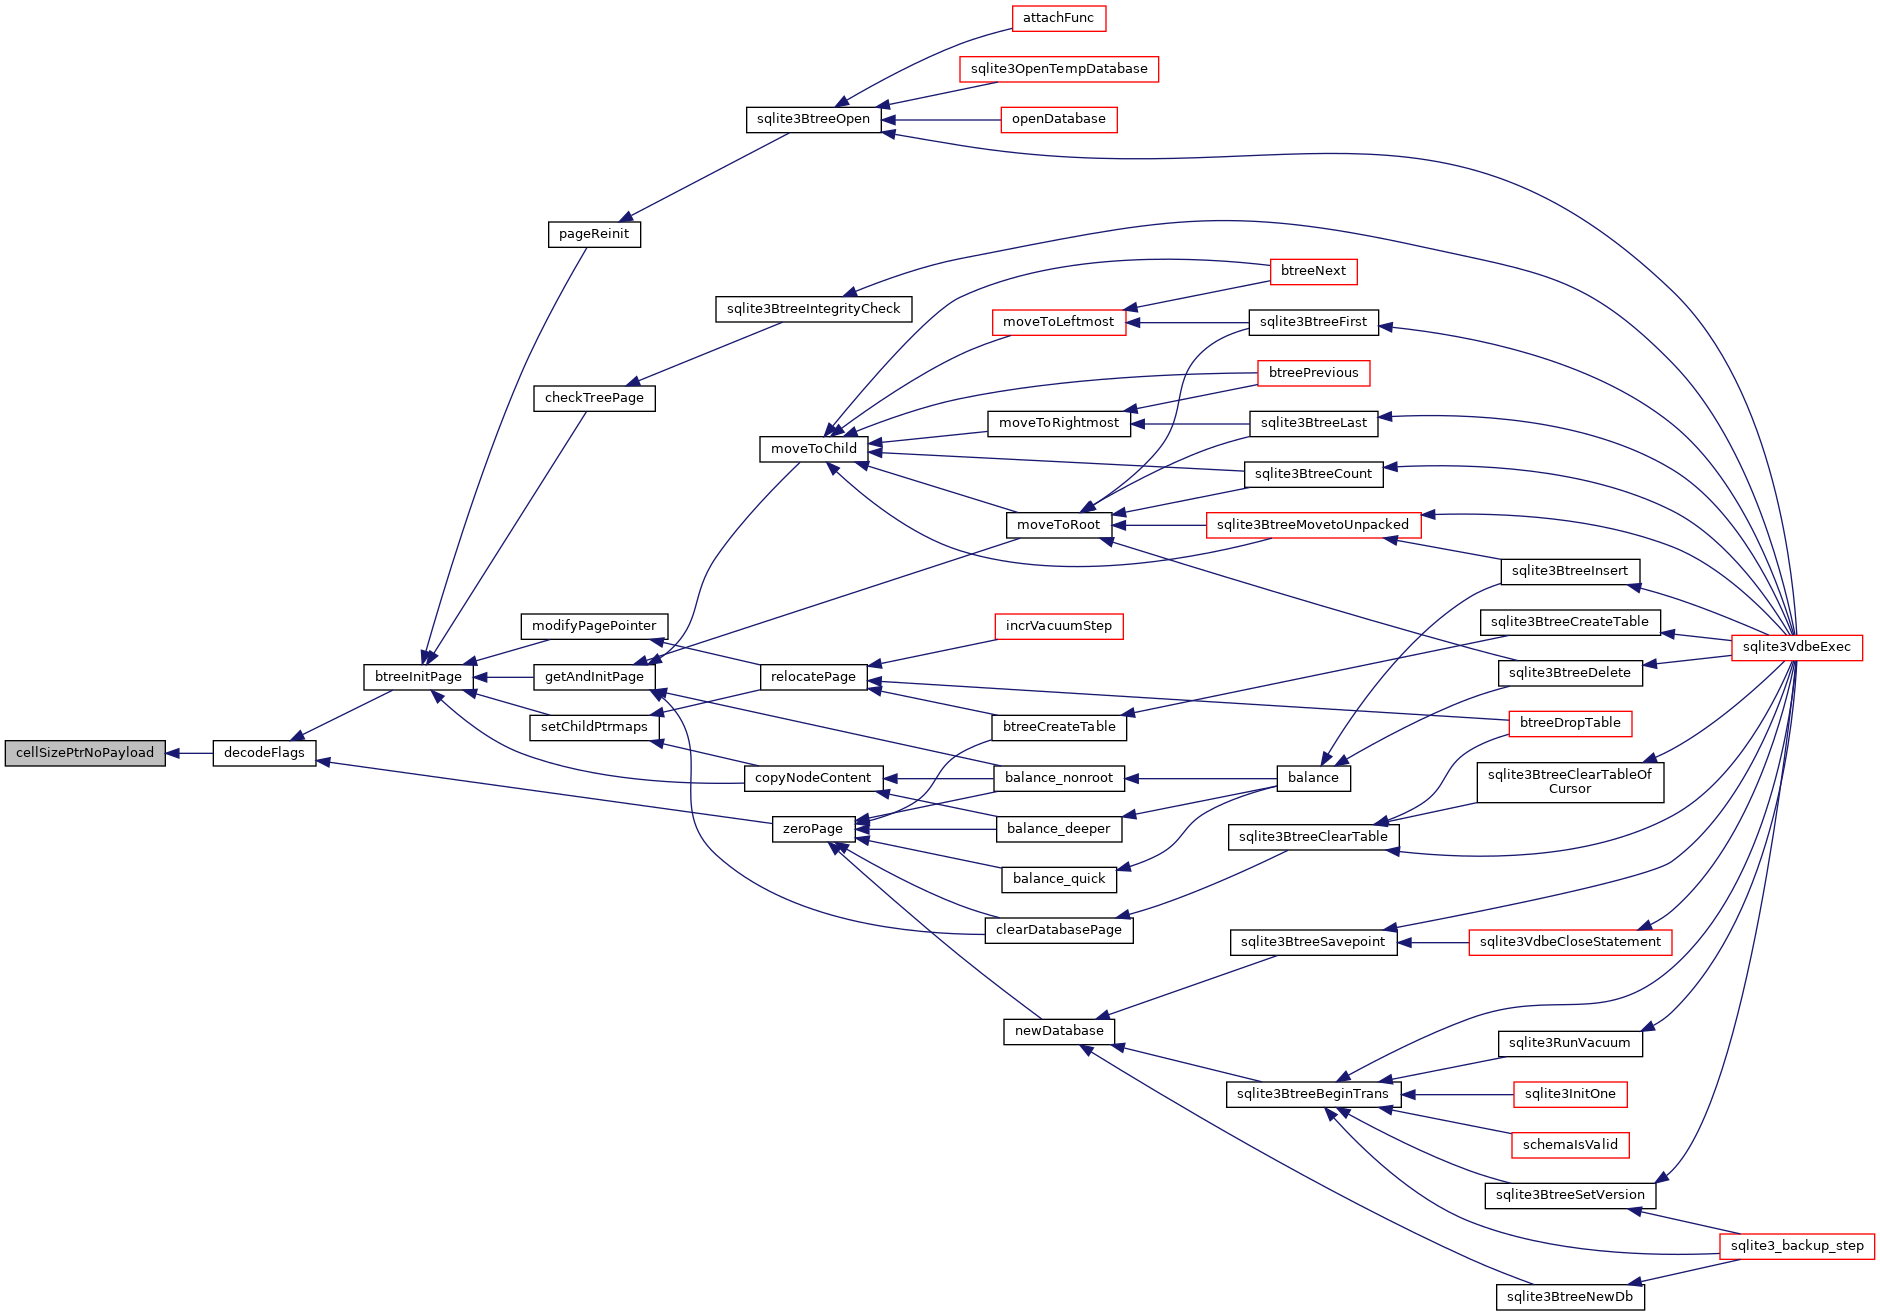 attachFunc
sqlite3OpenTempDatabase
sqlite3BtreeOpen
openDatabase
pageReinit
btreeNext
sqlite3BtreeIntegrityCheck
moveToLeftmost
sqlite3BtreeFirst
btreePrevious
checkTreePage
moveToRightmost
sqlite3BtreeLast
moveToChild
sqlite3BtreeCount
moveToRoot
sqlite3BtreeMovetoUnpacked
sqlite3BtreeInsert
modifyPagePointer
incrVacuumStep
sqlite3BtreeCreateTable
sqlite3VdbeExec
btreeInitPage
getAndInitPage
relocatePage
sqlite3BtreeDelete
setChildPtrmaps
btreeCreateTable
btreeDropTable
cellSizePtrNoPayload
decodeFlags
copyNodeContent
balance_nonroot
balance
sqlite3BtreeClearTableOf
Cursor
zeroPage
balance_deeper
sqlite3BtreeClearTable
balance_quick
clearDatabasePage
sqlite3BtreeSavepoint
sqlite3VdbeCloseStatement
newDatabase
sqlite3RunVacuum
sqlite3BtreeBeginTrans
sqlite3InitOne
schemaIsValid
sqlite3BtreeSetVersion
sqlite3_backup_step
sqlite3BtreeNewDb